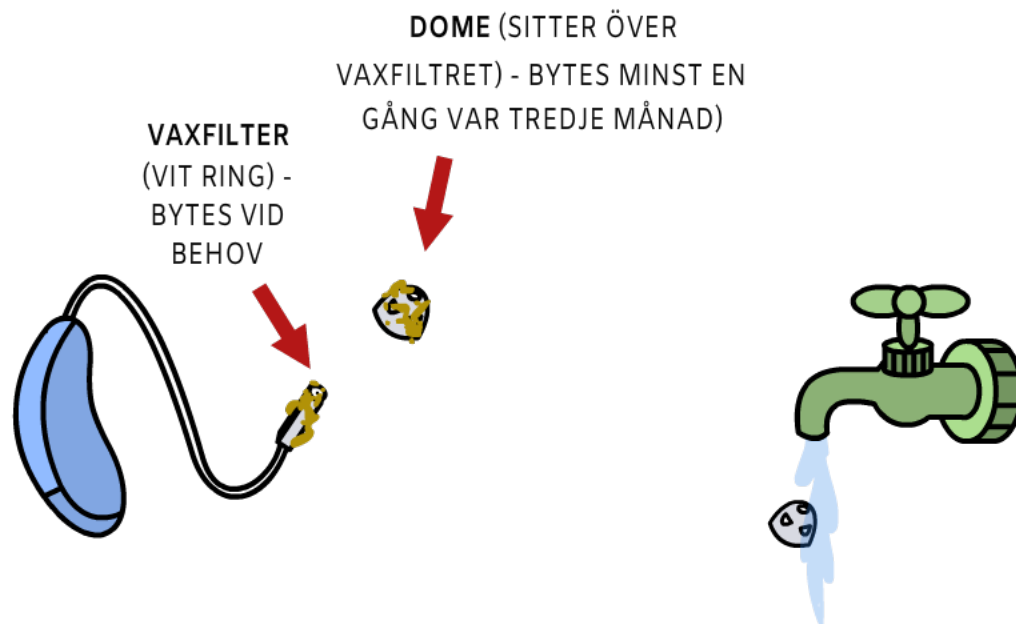 DOME (SITTER ÖVER
VAXFILTRET) - BYTES MINST EN
GÅNG VAR TREDJE MÅNAD)
VAXFILTER
(VIT RING) -
BYTES VID
BEHOV